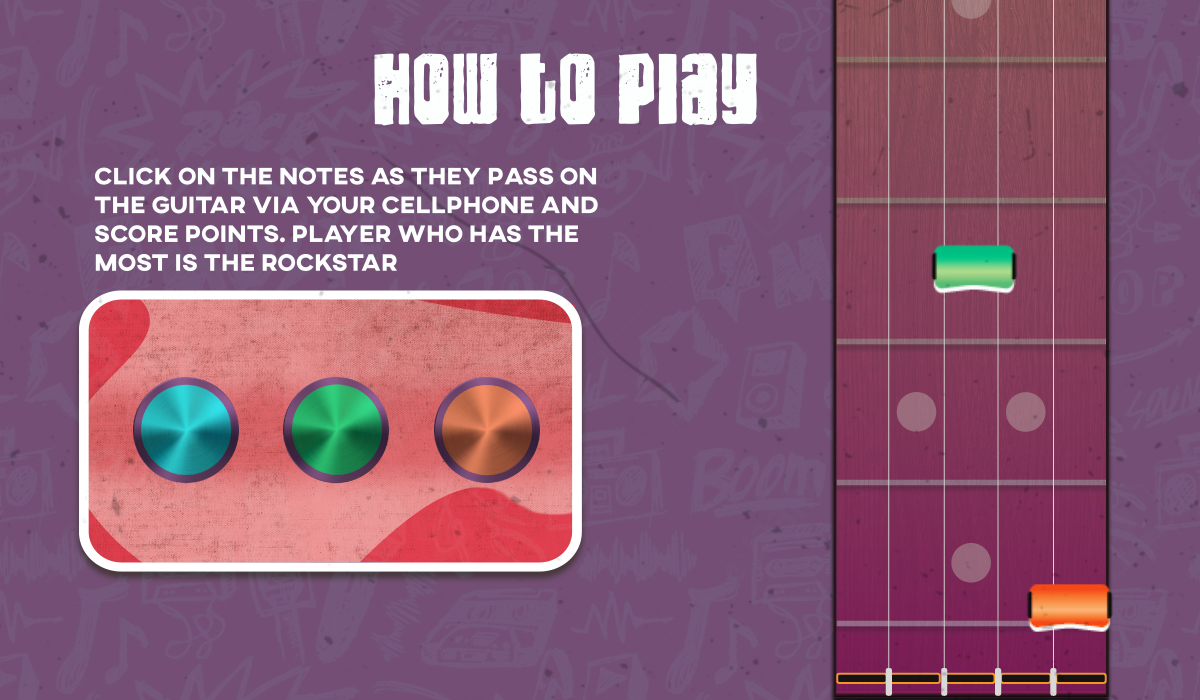 How to Play
CLICK ON THE NOTES AS THEY PASS ON
THE GUITAR VIA YOUR CELLPHONE AND
SCORE POINTS. PLAYER WHO HAS THE
MOST IS THE ROCKSTAR
BOOM